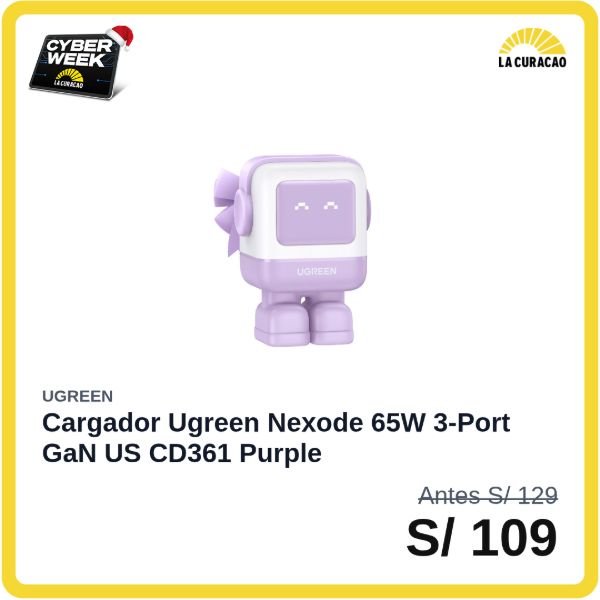 CYBER
WEEK
LA CURACAO
LA CURACAO
UGREEN
UGREEN
Cargador Ugreen Nexode 65W 3-Port
GaN US CD361 Purple
Antes S/ 129
S/ 109